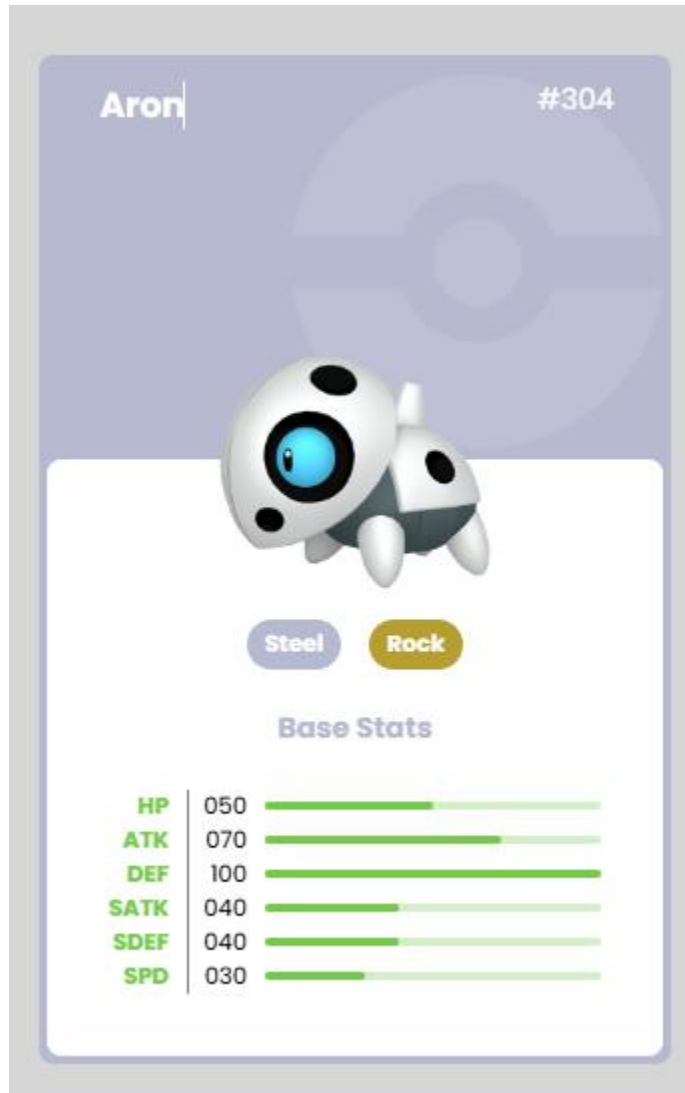 Aron
#304
Steel
Rock
Base Stats
HP 050
ATK 070
DEF 100
SATK 040
SDEF 040
SPD 030